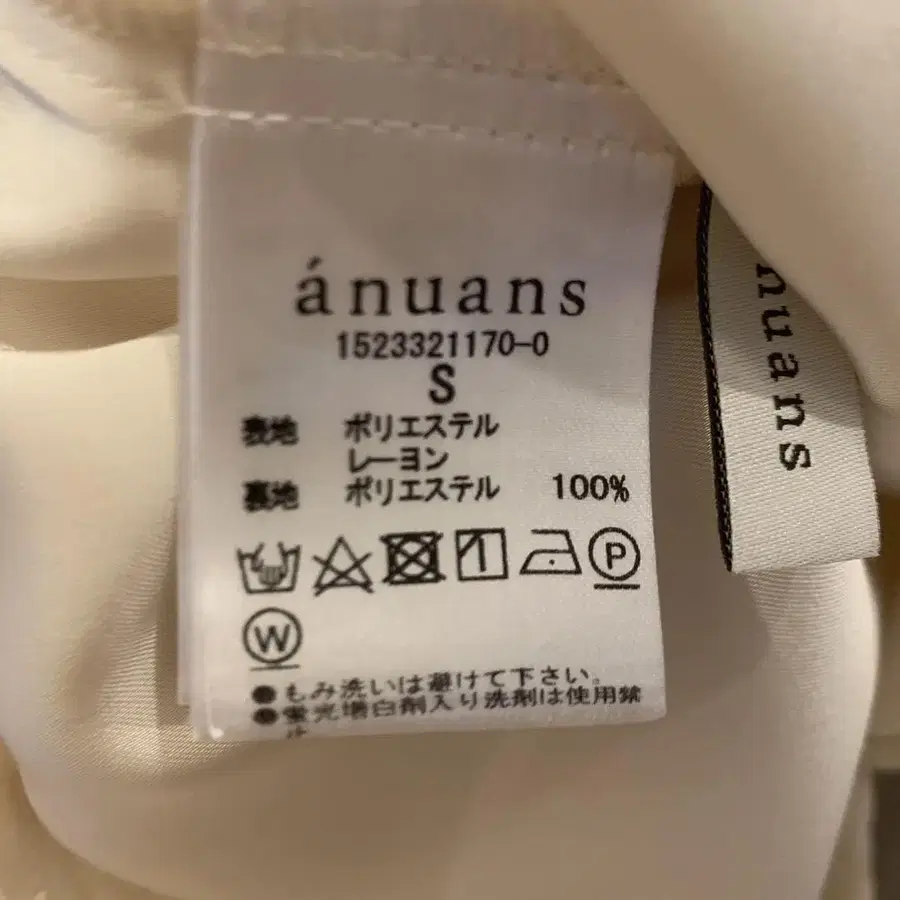 ánuans
1523321170-0
S
表地 ポリエステル
レーヨン
裏地 ポリエステル 100%
P
W
●もみ洗いは避けて下さい。
●蛍光増白剤入り洗剤は使用禁
止
nuans